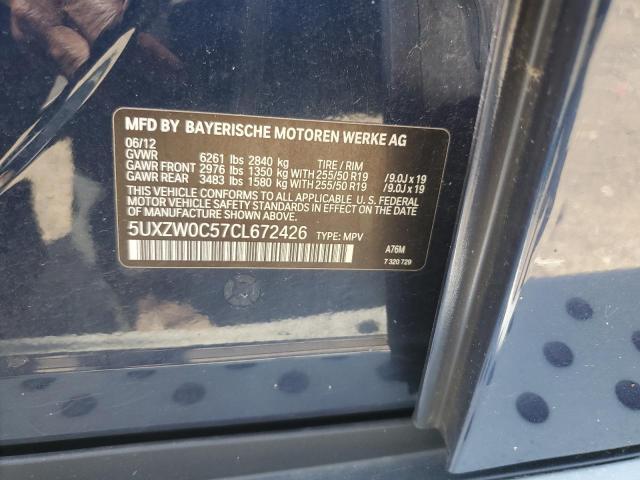 MFD BY BAYERISCHE MOTOREN WERKE AG
06/12
GVWR 6261 lbs 2840 kg TIRE / RIM
GAWR FRONT 2976 lbs 1350 kg WITH 255/50 R19 /9.0J x 19
GAWR REAR 3483 lbs 1580 kg WITH 255/50 R19 /9.0J x 19
THIS VEHICLE CONFORMS TO ALL APPLICABLE U. S. FEDERAL
MOTOR VEHICLE SAFETY STANDARDS IN EFFECT ON THE
DATE OF MANUFACTURE SHOWN ABOVE.
5UXZW0C57CL672426 TYPE: MPV
A76M
7 320 729